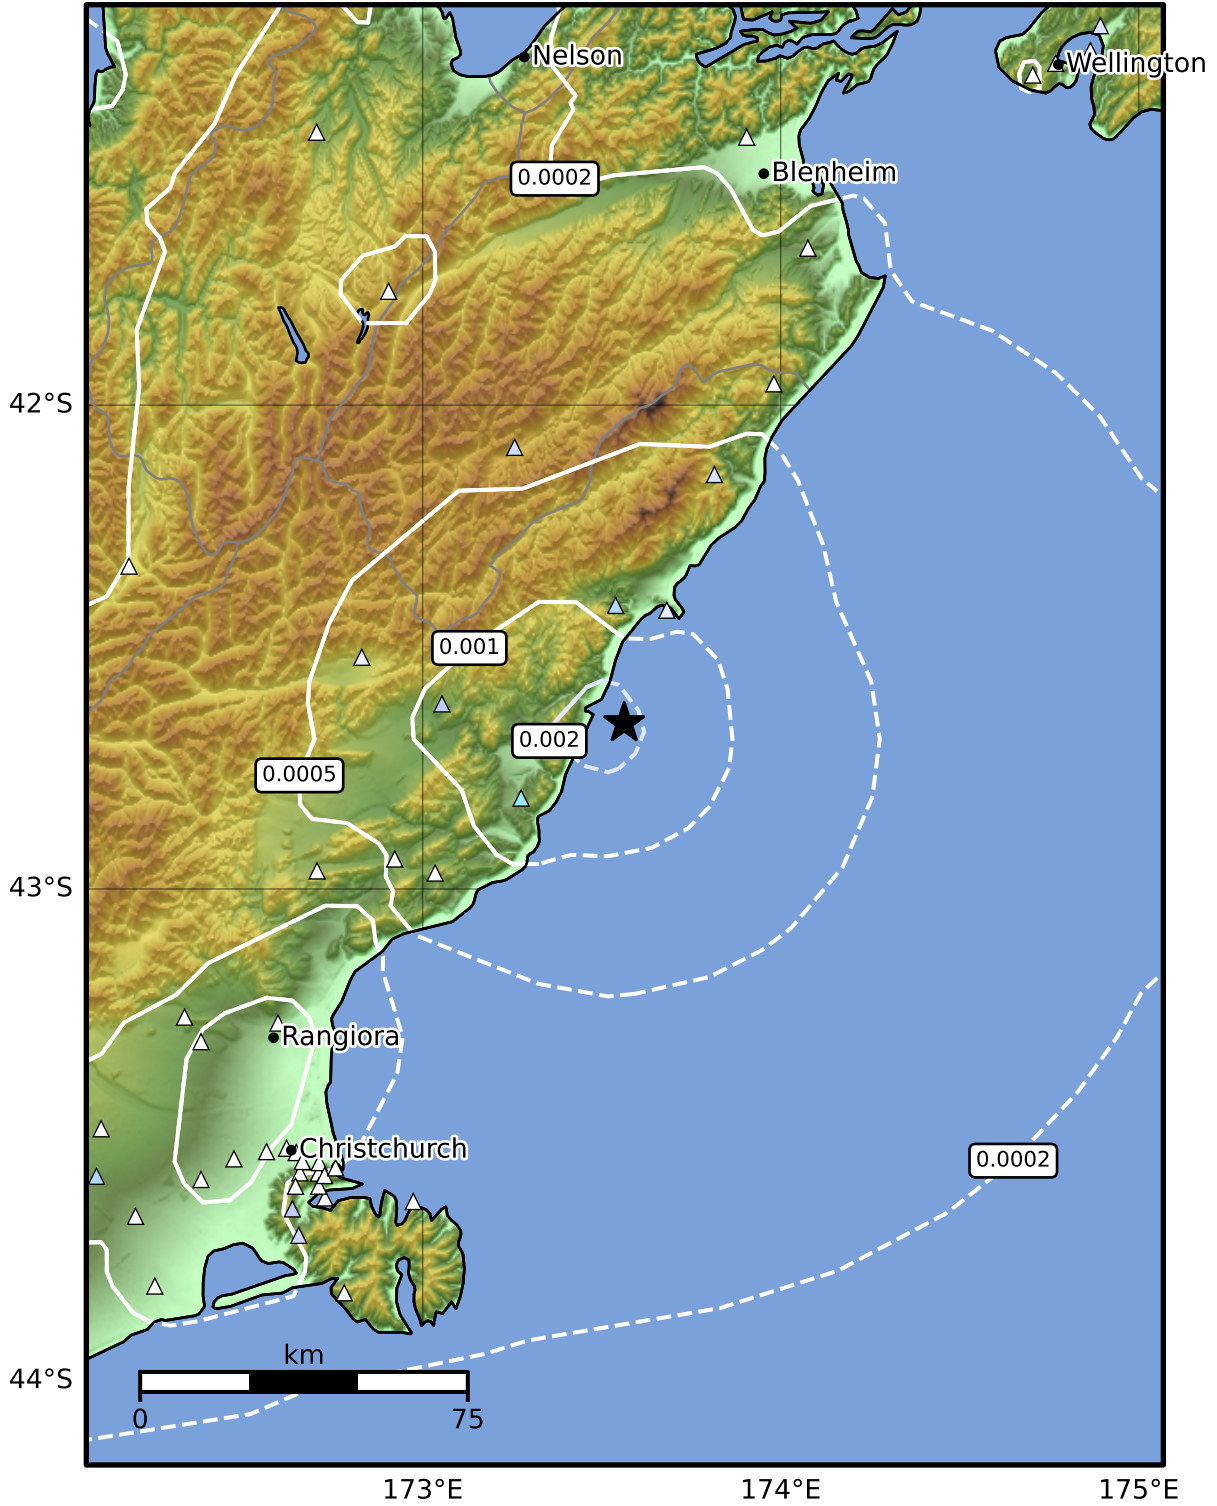 Nelson
Wellington
Blenheim
0.0002
42°S
0.001
0.002
0.0005
43°S
Rangiora
Christchurch
0.0002
km
44°S
0
75
173°E
174°E
175°E